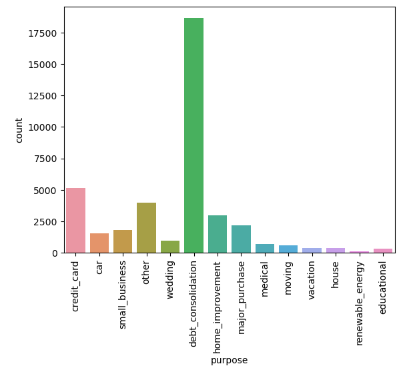 17500
15000
12500
10000
7500
5000
2500
0
count
credit_card
car
small_business
other
wedding
debt_consolidation
home_improvement
major_purchase
medical
moving
vacation
house
renewable_energy
educational
purpose